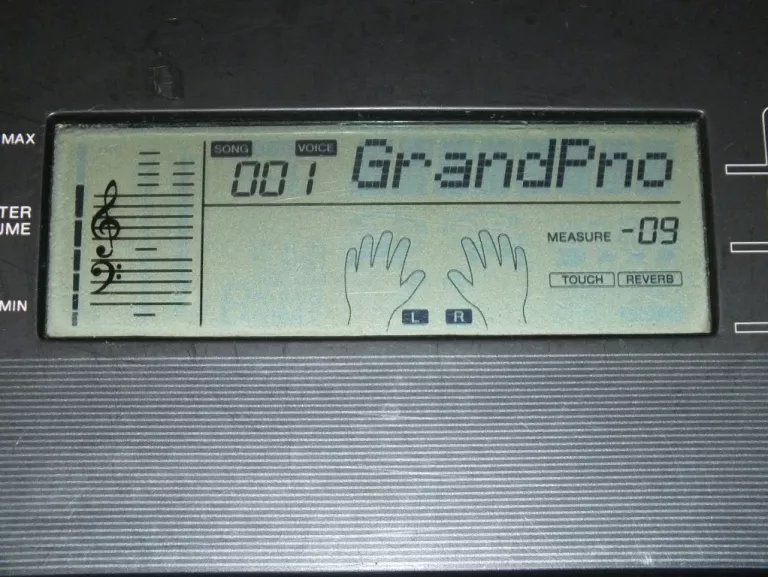 MAX
TER
UME
MIN
SONG VOICE
001 GrandPno
MEASURE -09
TOUCH REVERB
L R